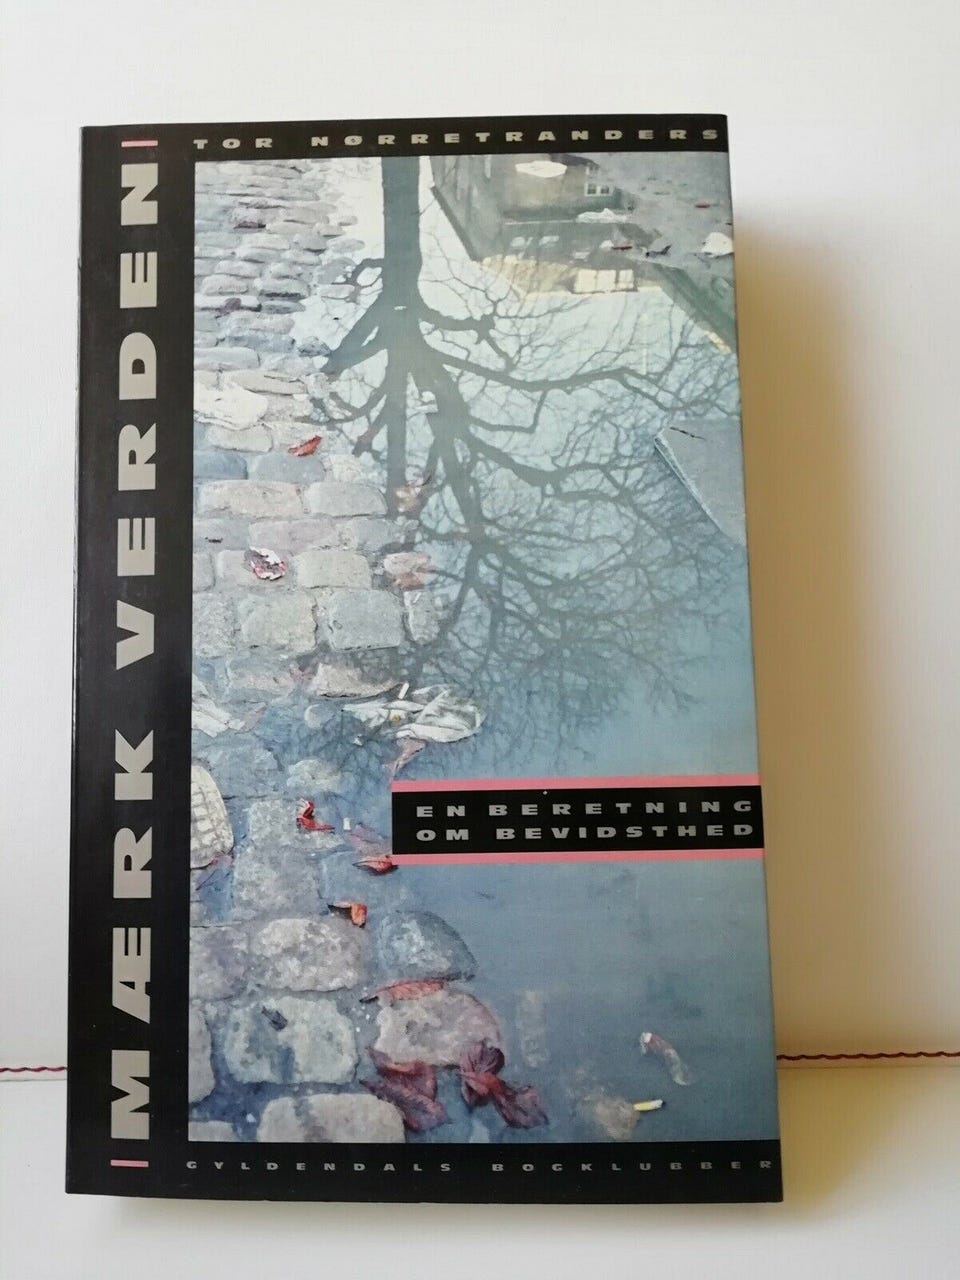 TOR NØRRETRANDERS
MÆRK VERDEN
EN BERETNING
OM BEVIDSTHED
GYLDENDALS BOGKLUBBER